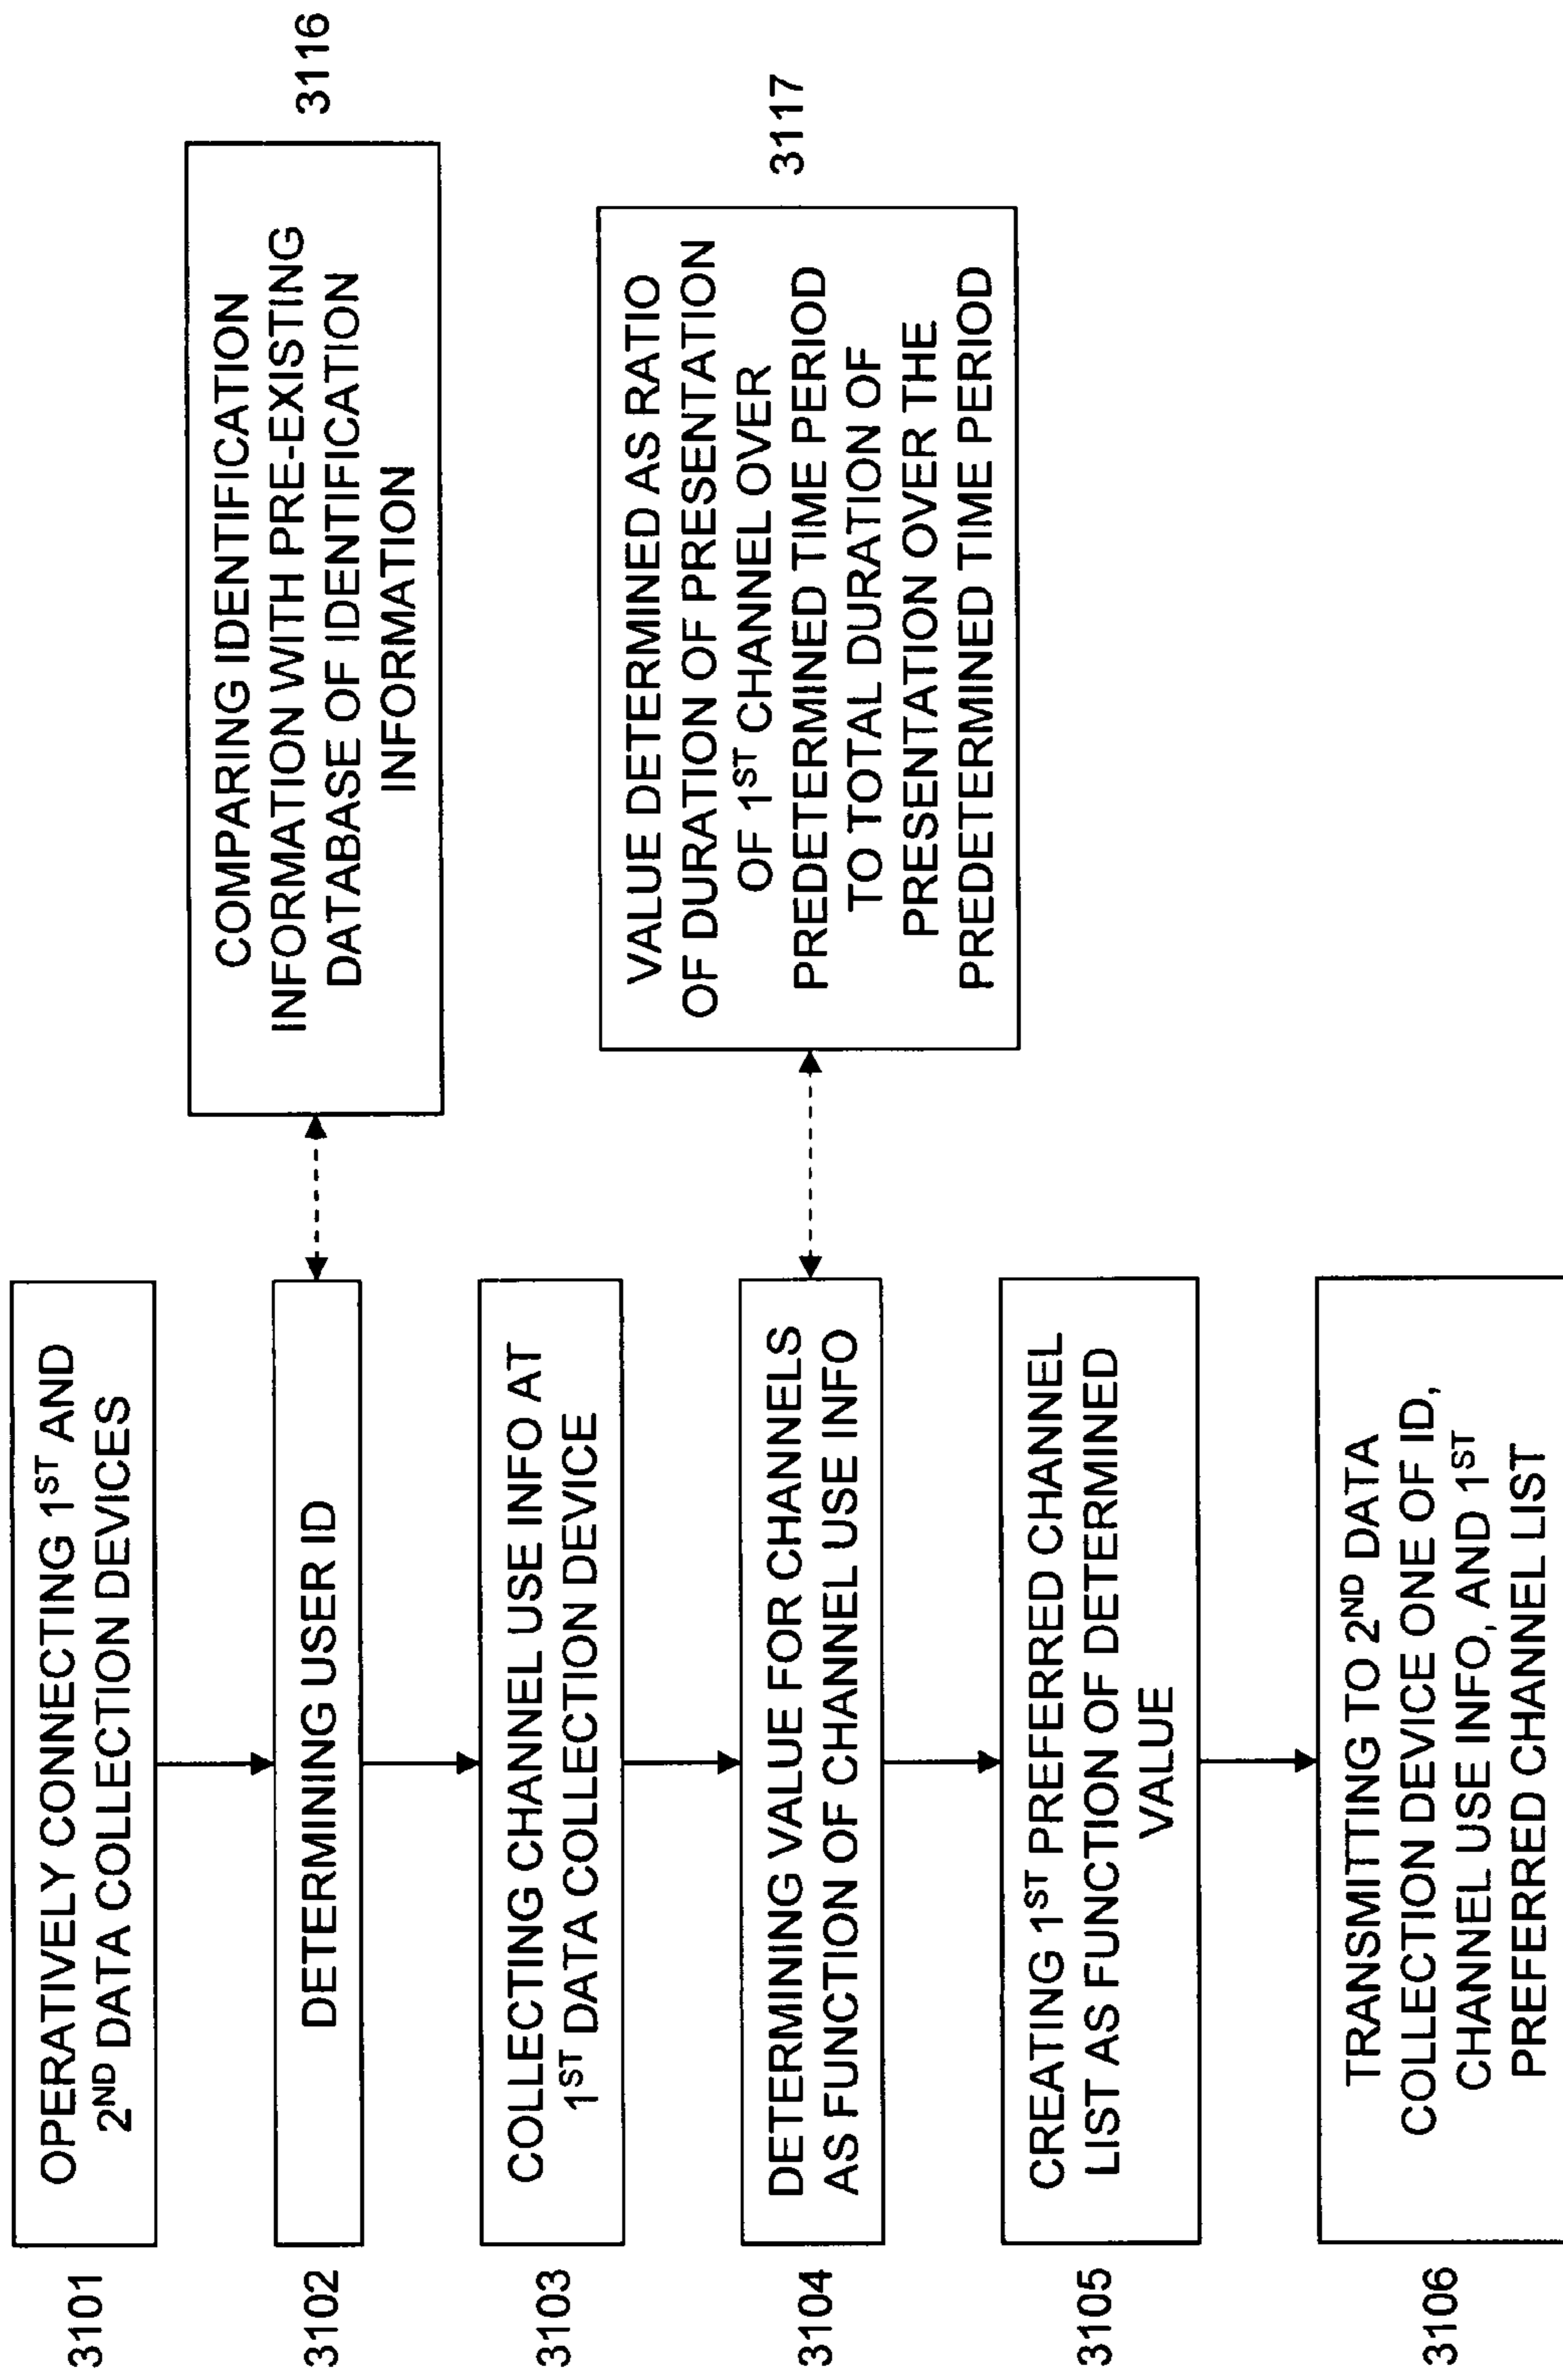 3101
OPERATIVELY CONNECTING 1ST AND
2ND DATA COLLECTION DEVICES
3102
DETERMINING USER ID
COMPARING IDENTIFICATION
INFORMATION WITH PRE-EXISTING
DATABASE OF IDENTIFICATION
INFORMATION
3116
3103
COLLECTING CHANNEL USE INFO AT
1ST DATA COLLECTION DEVICE
3104
DETERMINING VALUE FOR CHANNELS
AS FUNCTION OF CHANNEL USE INFO
VALUE DETERMINED AS RATIO
OF DURATION OF PRESENTATION
OF 1ST CHANNEL OVER
PREDETERMINED TIME PERIOD
TO TOTAL DURATION OF
PRESENTATION OVER THE
PREDETERMINED TIME PERIOD
3117
3105
CREATING 1ST PREFERRED CHANNEL
LIST AS FUNCTION OF DETERMINED
VALUE
3106
TRANSMITTING TO 2ND DATA
COLLECTION DEVICE ONE OF ID,
CHANNEL USE INFO, AND 1ST
PREFERRED CHANNEL LIST